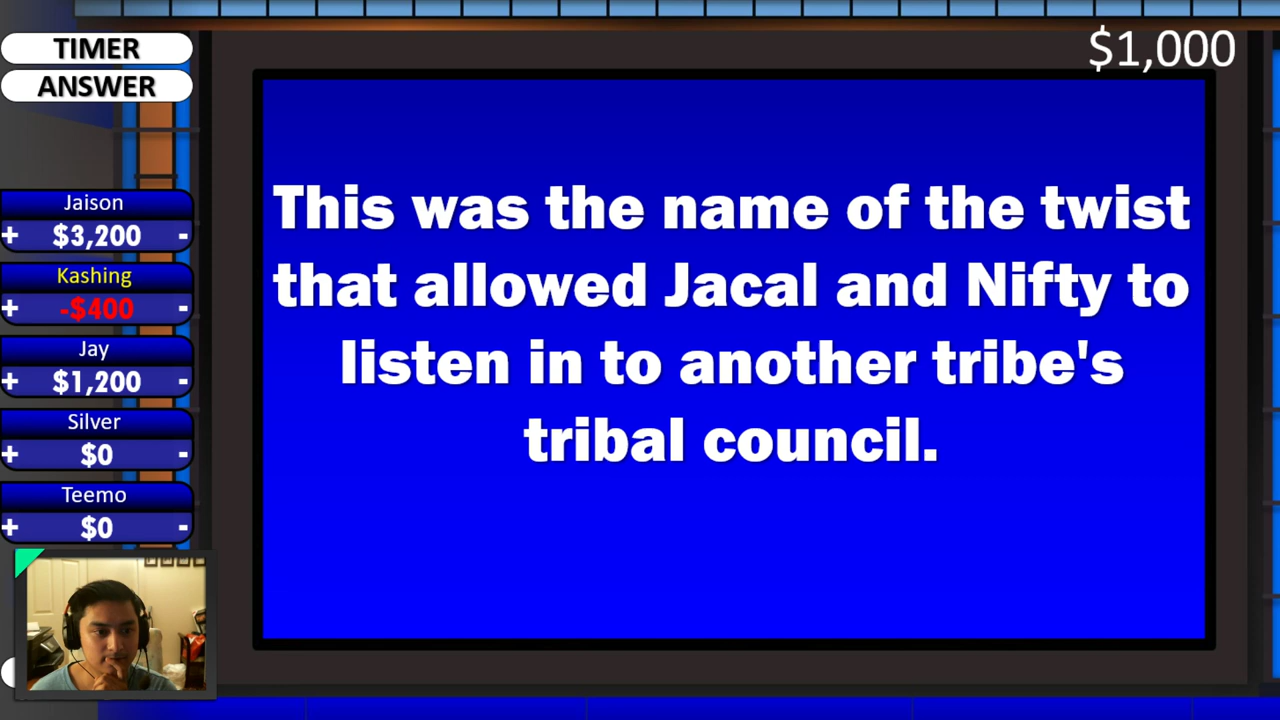 $1,000
TIMER
ANSWER
This was the name of the twist
that allowed Jacal and Nifty to
listen in to another tribe's
tribal council.
Jaison
+ $3,200 -
Kashing
+ -$400 -
Jay
+ $1,200 -
Silver
+ $0 -
Teemo
+ $0 -